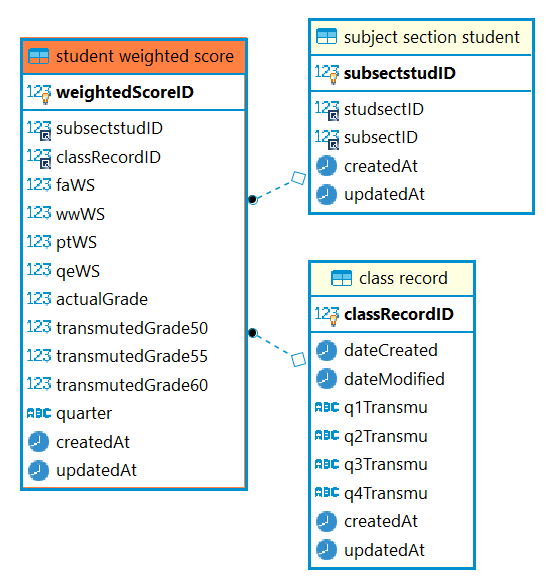 student weighted score
123 weightedScoreID
123 subsectstudID
123 classRecordID
123 faWS
123 wwWS
123 ptWS
123 qeWS
123 actualGrade
123 transmutedGrade50
123 transmutedGrade55
123 transmutedGrade60
ABC quarter
createdAt
updatedAt
subject section student
123 subsectstudID
123 studsectID
123 subsectID
createdAt
updatedAt
class record
123 classRecordID
dateCreated
dateModified
ABC q1Transmu
ABC q2Transmu
ABC q3Transmu
ABC q4Transmu
createdAt
updatedAt